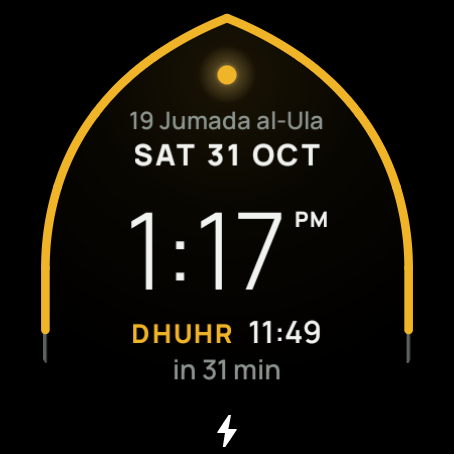 19 Jumada al-Ula
SAT 31 OCT
1:17 PM
DHUHR 11:49
in 31 min